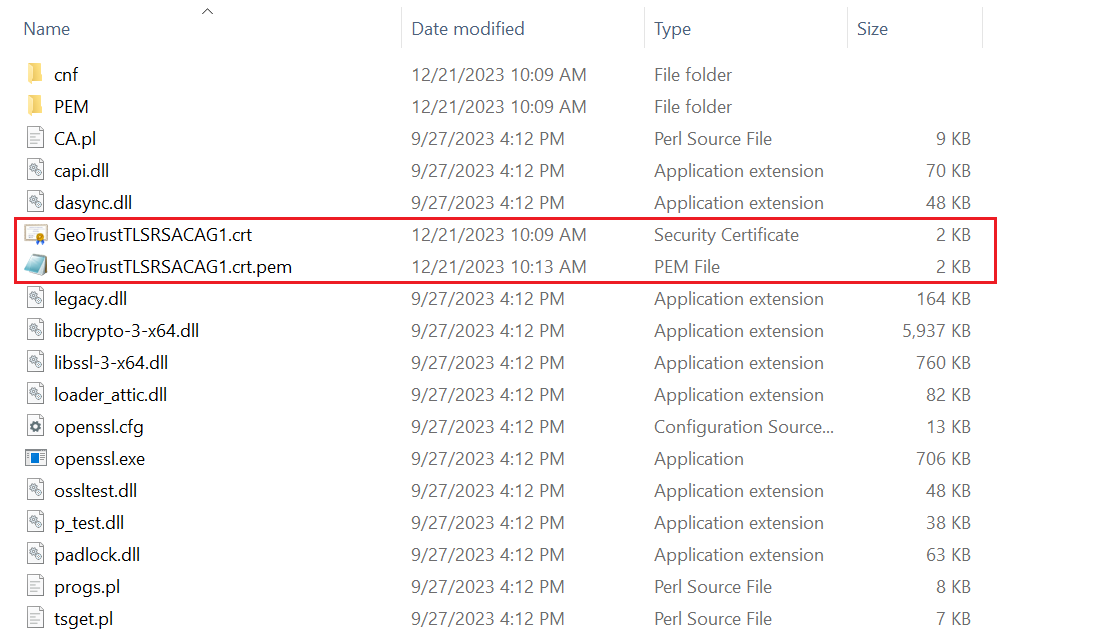 Name Date modified Type Size
cnf 12/21/2023 10:09 AM File folder
PEM 12/21/2023 10:09 AM File folder
CA.pl 9/27/2023 4:12 PM Perl Source File 9 KB
capi.dll 9/27/2023 4:12 PM Application extension 70 KB
dasync.dll 9/27/2023 4:12 PM Application extension 48 KB
GeoTrustTLSRSACAG1.crt 12/21/2023 10:09 AM Security Certificate 2 KB
GeoTrustTLSRSACAG1.crt.pem 12/21/2023 10:13 AM PEM File 2 KB
legacy.dll 9/27/2023 4:12 PM Application extension 164 KB
libcrypto-3-x64.dll 9/27/2023 4:12 PM Application extension 5,937 KB
libssl-3-x64.dll 9/27/2023 4:12 PM Application extension 760 KB
loader_attic.dll 9/27/2023 4:12 PM Application extension 82 KB
openssl.cfg 9/27/2023 4:12 PM Configuration Source... 13 KB
openssl.exe 9/27/2023 4:12 PM Application 706 KB
ossltest.dll 9/27/2023 4:12 PM Application extension 48 KB
p_test.dll 9/27/2023 4:12 PM Application extension 38 KB
padlock.dll 9/27/2023 4:12 PM Application extension 63 KB
progs.pl 9/27/2023 4:12 PM Perl Source File 8 KB
tsget.pl 9/27/2023 4:12 PM Perl Source File 7 KB